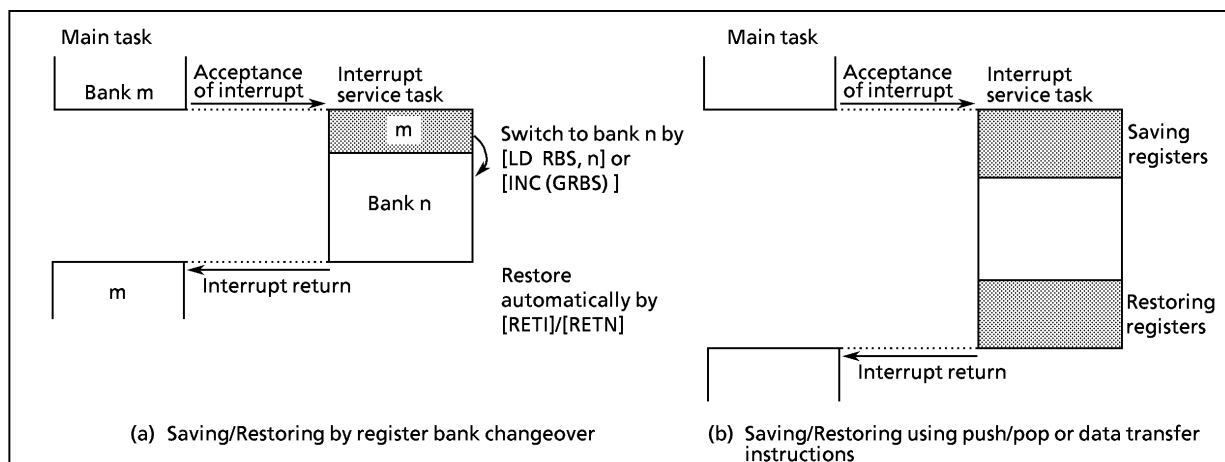 Main task
Bank m
Acceptance
of interrupt
Interrupt
service task
m
Switch to bank n by
[LD RBS, n] or
[INC (GRBS) ]
Bank n
Interrupt return
m
Restore
automatically by
[RETI]/[RETN]
(a) Saving/Restoring by register bank changeover
Main task
Acceptance
of interrupt
Interrupt
service task
Saving
registers
Restoring
registers
Interrupt return
(b) Saving/Restoring using push/pop or data transfer
instructions